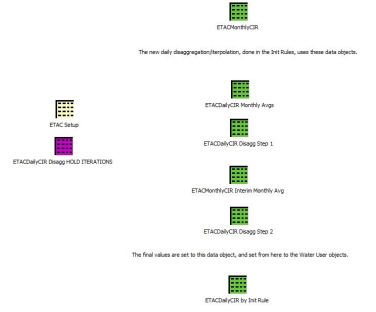 ETACMonthlyCIR
The new daily disaggregation/iterpolation, done in the Init Rules, uses these data objects.
ETACDailyCIR Monthly Avgs
ETAC Setup
ETACDailyCIR Disagg Step 1
ETACDailyCIR Disagg HOLD ITERATIONS
ETACMonthlyCIR Interim Monthly Avg
ETACDailyCIR Disagg Step 2
The final values are set to this data object, and set from here to the Water User objects.
ETACDailyCIR by Init Rule